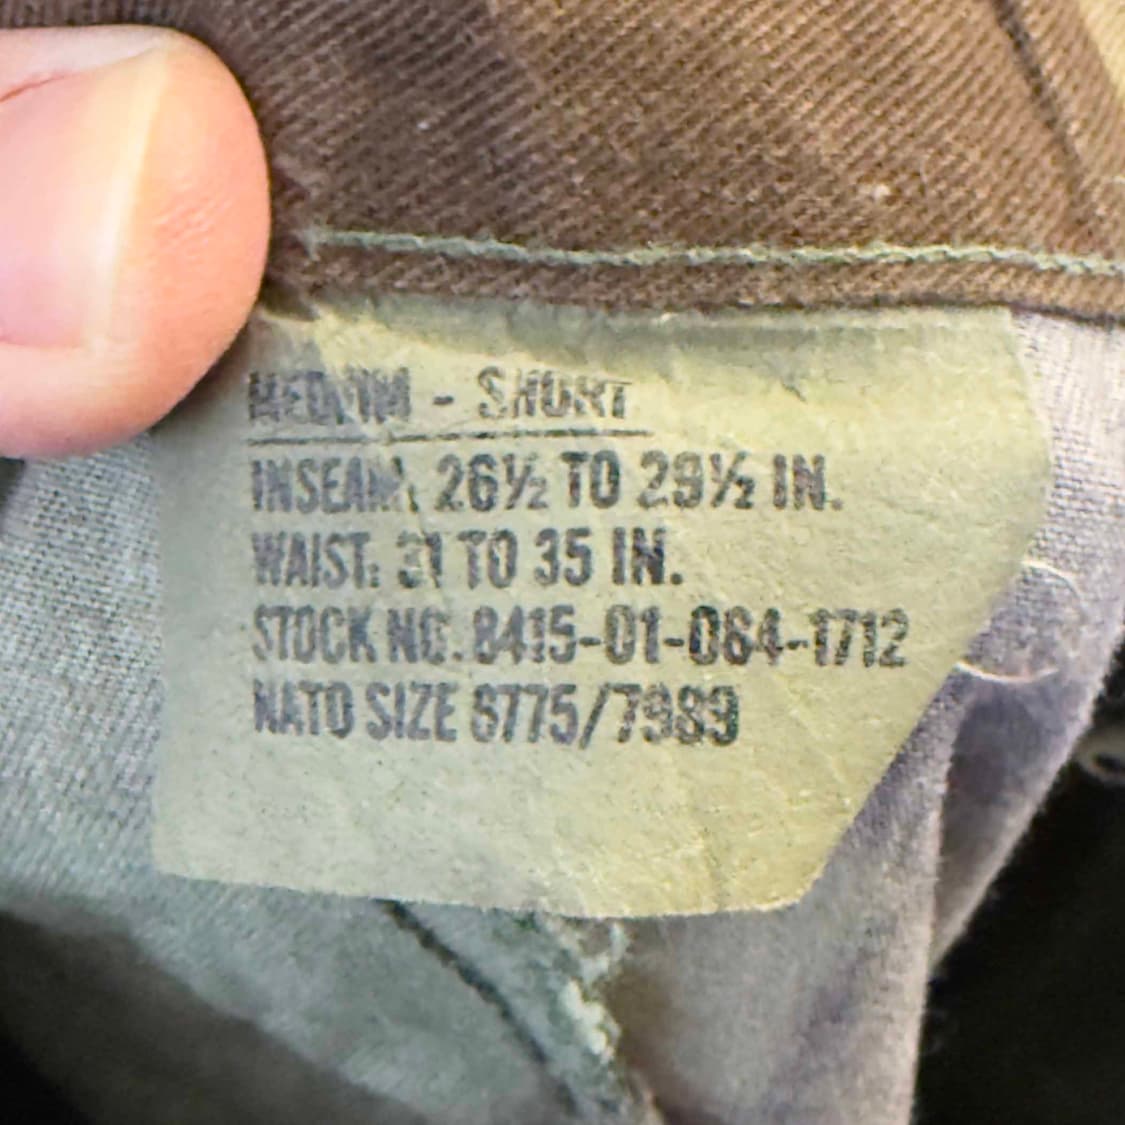 MEDIUM - SHORT
INSEAM: 26½ TO 29½ IN.
WAIST: 31 TO 35 IN.
STOCK NO. 8415-01-084-1712
NATO SIZE 6775/7989